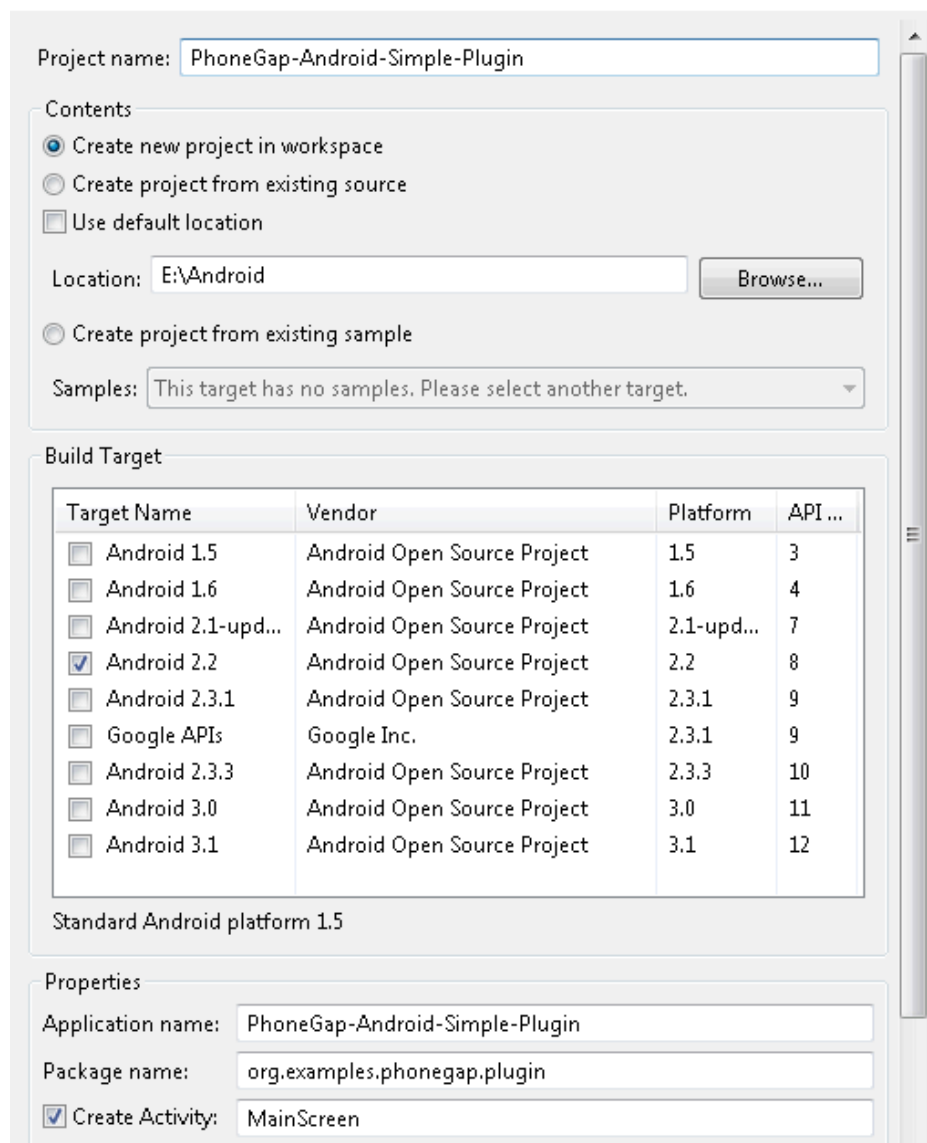 Project name: PhoneGap-Android-Simple-Plugin
Contents
Create new project in workspace
Create project from existing source
Use default location
Location: E:\Android Browse...
Create project from existing sample
Samples: This target has no samples. Please select another target.
Build Target
Target Name Vendor Platform API ...
Android 1.5 Android Open Source Project 1.5 3
Android 1.6 Android Open Source Project 1.6 4
Android 2.1-upd... Android Open Source Project 2.1-upd... 7
Android 2.2 Android Open Source Project 2.2 8
Android 2.3.1 Android Open Source Project 2.3.1 9
Google APIs Google Inc. 2.3.1 9
Android 2.3.3 Android Open Source Project 2.3.3 10
Android 3.0 Android Open Source Project 3.0 11
Android 3.1 Android Open Source Project 3.1 12
Standard Android platform 1.5
Properties
Application name: PhoneGap-Android-Simple-Plugin
Package name: org.examples.phonegap.plugin
Create Activity: MainScreen